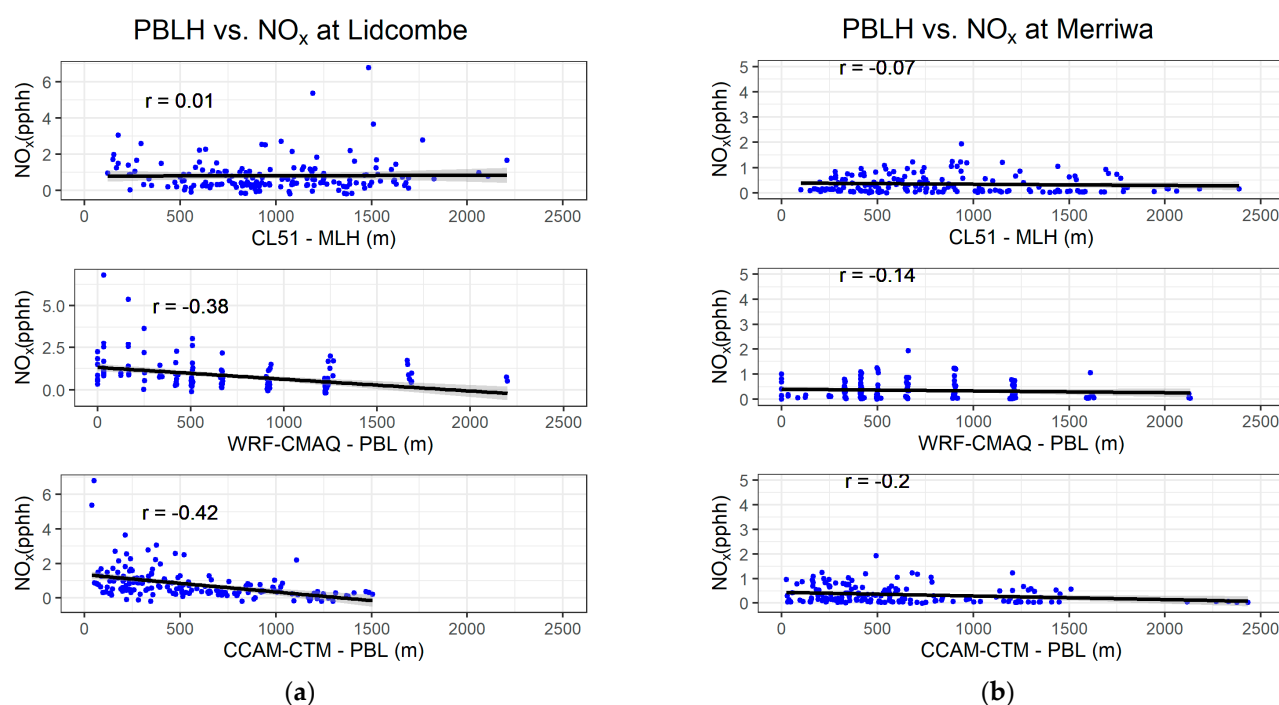 PBLH vs. NOx at Lidcombe
NOx(pphh)
6
4
2
0
r = 0.01
0 500 1000 1500 2000 2500
CL51 - MLH (m)
NOx(pphh)
5.0
2.5
0.0
r = -0.38
0 500 1000 1500 2000 2500
WRF-CMAQ - PBL (m)
NOx(pphh)
6
4
2
0
r = -0.42
0 500 1000 1500 2000 2500
CCAM-CTM - PBL (m)
(a)
PBLH vs. NOx at Merriwa
NOx(pphh)
5
4
3
2
1
0
r = -0.07
0 500 1000 1500 2000 2500
CL51 - MLH (m)
NOx(pphh)
5
4
3
2
1
0
r = -0.14
0 500 1000 1500 2000 2500
WRF-CMAQ - PBL (m)
NOx(pphh)
5
4
3
2
1
0
r = -0.2
0 500 1000 1500 2000 2500
CCAM-CTM - PBL (m)
(b)